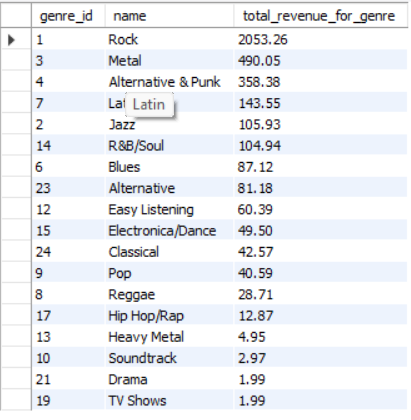 genre_id name total_revenue_for_genre
1 Rock 2053.26
3 Metal 490.05
4 Alternative & Punk 358.38
7 Lat Latin 143.55
2 Jazz 105.93
14 R&B/Soul 104.94
6 Blues 87.12
23 Alternative 81.18
12 Easy Listening 60.39
15 Electronica/Dance 49.50
24 Classical 42.57
9 Pop 40.59
8 Reggae 28.71
17 Hip Hop/Rap 12.87
13 Heavy Metal 4.95
10 Soundtrack 2.97
21 Drama 1.99
19 TV Shows 1.99